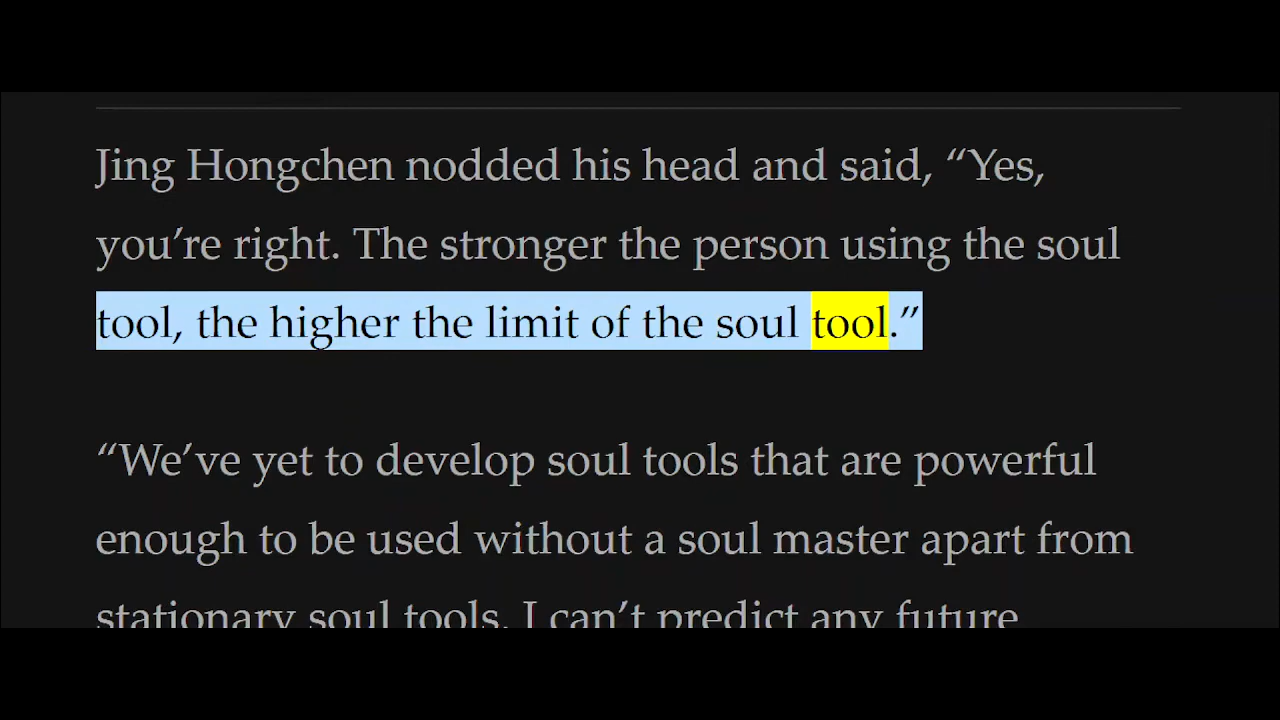 Jing Hongchen nodded his head and said, “Yes,
you’re right. The stronger the person using the soul
tool, the higher the limit of the soul tool.”
“We’ve yet to develop soul tools that are powerful
enough to be used without a soul master apart from
stationary soul tools. I can’t predict any future